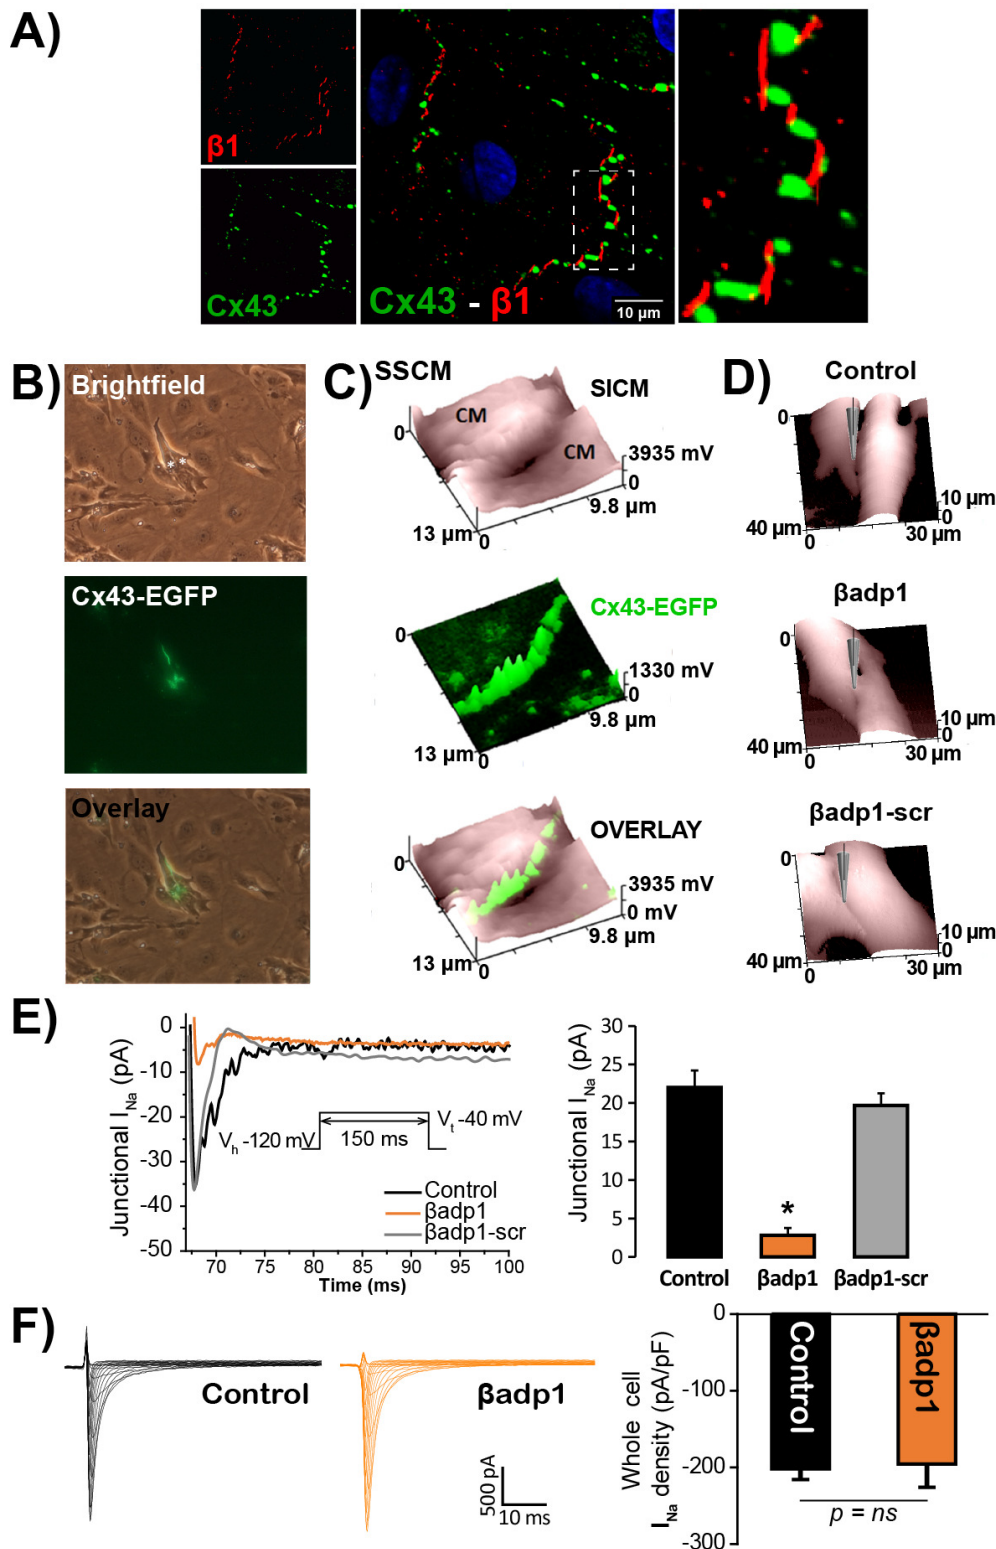 A)
β1
Cx43
Cx43 - β1
10 µm
B)
Brightfield
* *
Cx43-EGFP
Overlay
C)
SSCM
SICM
CM
CM
0
3935 mV
0
9.8 µm
13 µm
0
Cx43-EGFP
0
1330 mV
0
9.8 µm
13 µm
0
OVERLAY
0
3935 mV
0 mV
9.8 µm
13 µm
0
D)
Control
0
10 µm
0
40 µm
0
30 µm
βadp1
0
10 µm
0
40 µm
0
30 µm
βadp1-scr
0
10 µm
0
40 µm
0
30 µm
E)
Junctional I_Na (pA)
0
-10
-20
-30
-40
-50
V_h -120 mV
150 ms
V_t -40 mV
Control
βadp1
βadp1-scr
70 75 80 85 90 95 100
Time (ms)
Junctional I_Na (pA)
30
25
20
15
10
5
0
*
Control βadp1 βadp1-scr
F)
Control
βadp1
500 pA
10 ms
Whole cell
I_Na density (pA/pF)
0
-100
-200
-300
Control
βadp1
p = ns